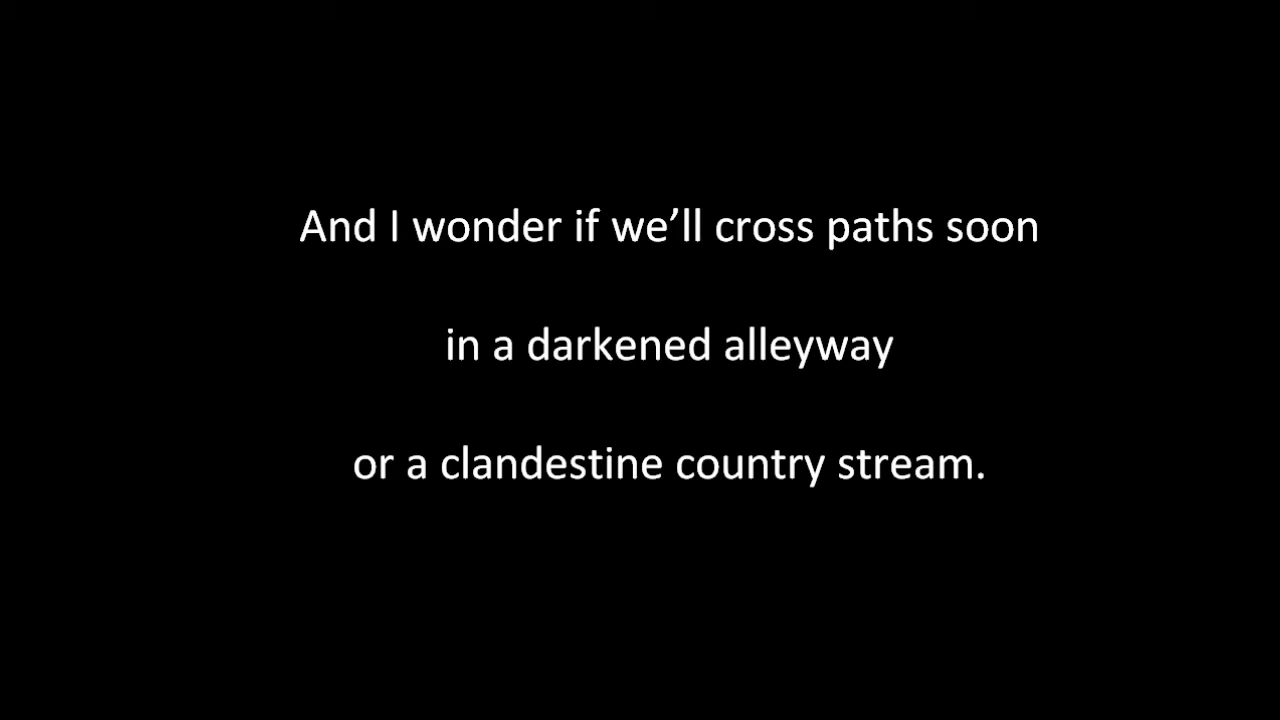 And I wonder if we’ll cross paths soon
in a darkened alleyway
or a clandestine country stream.